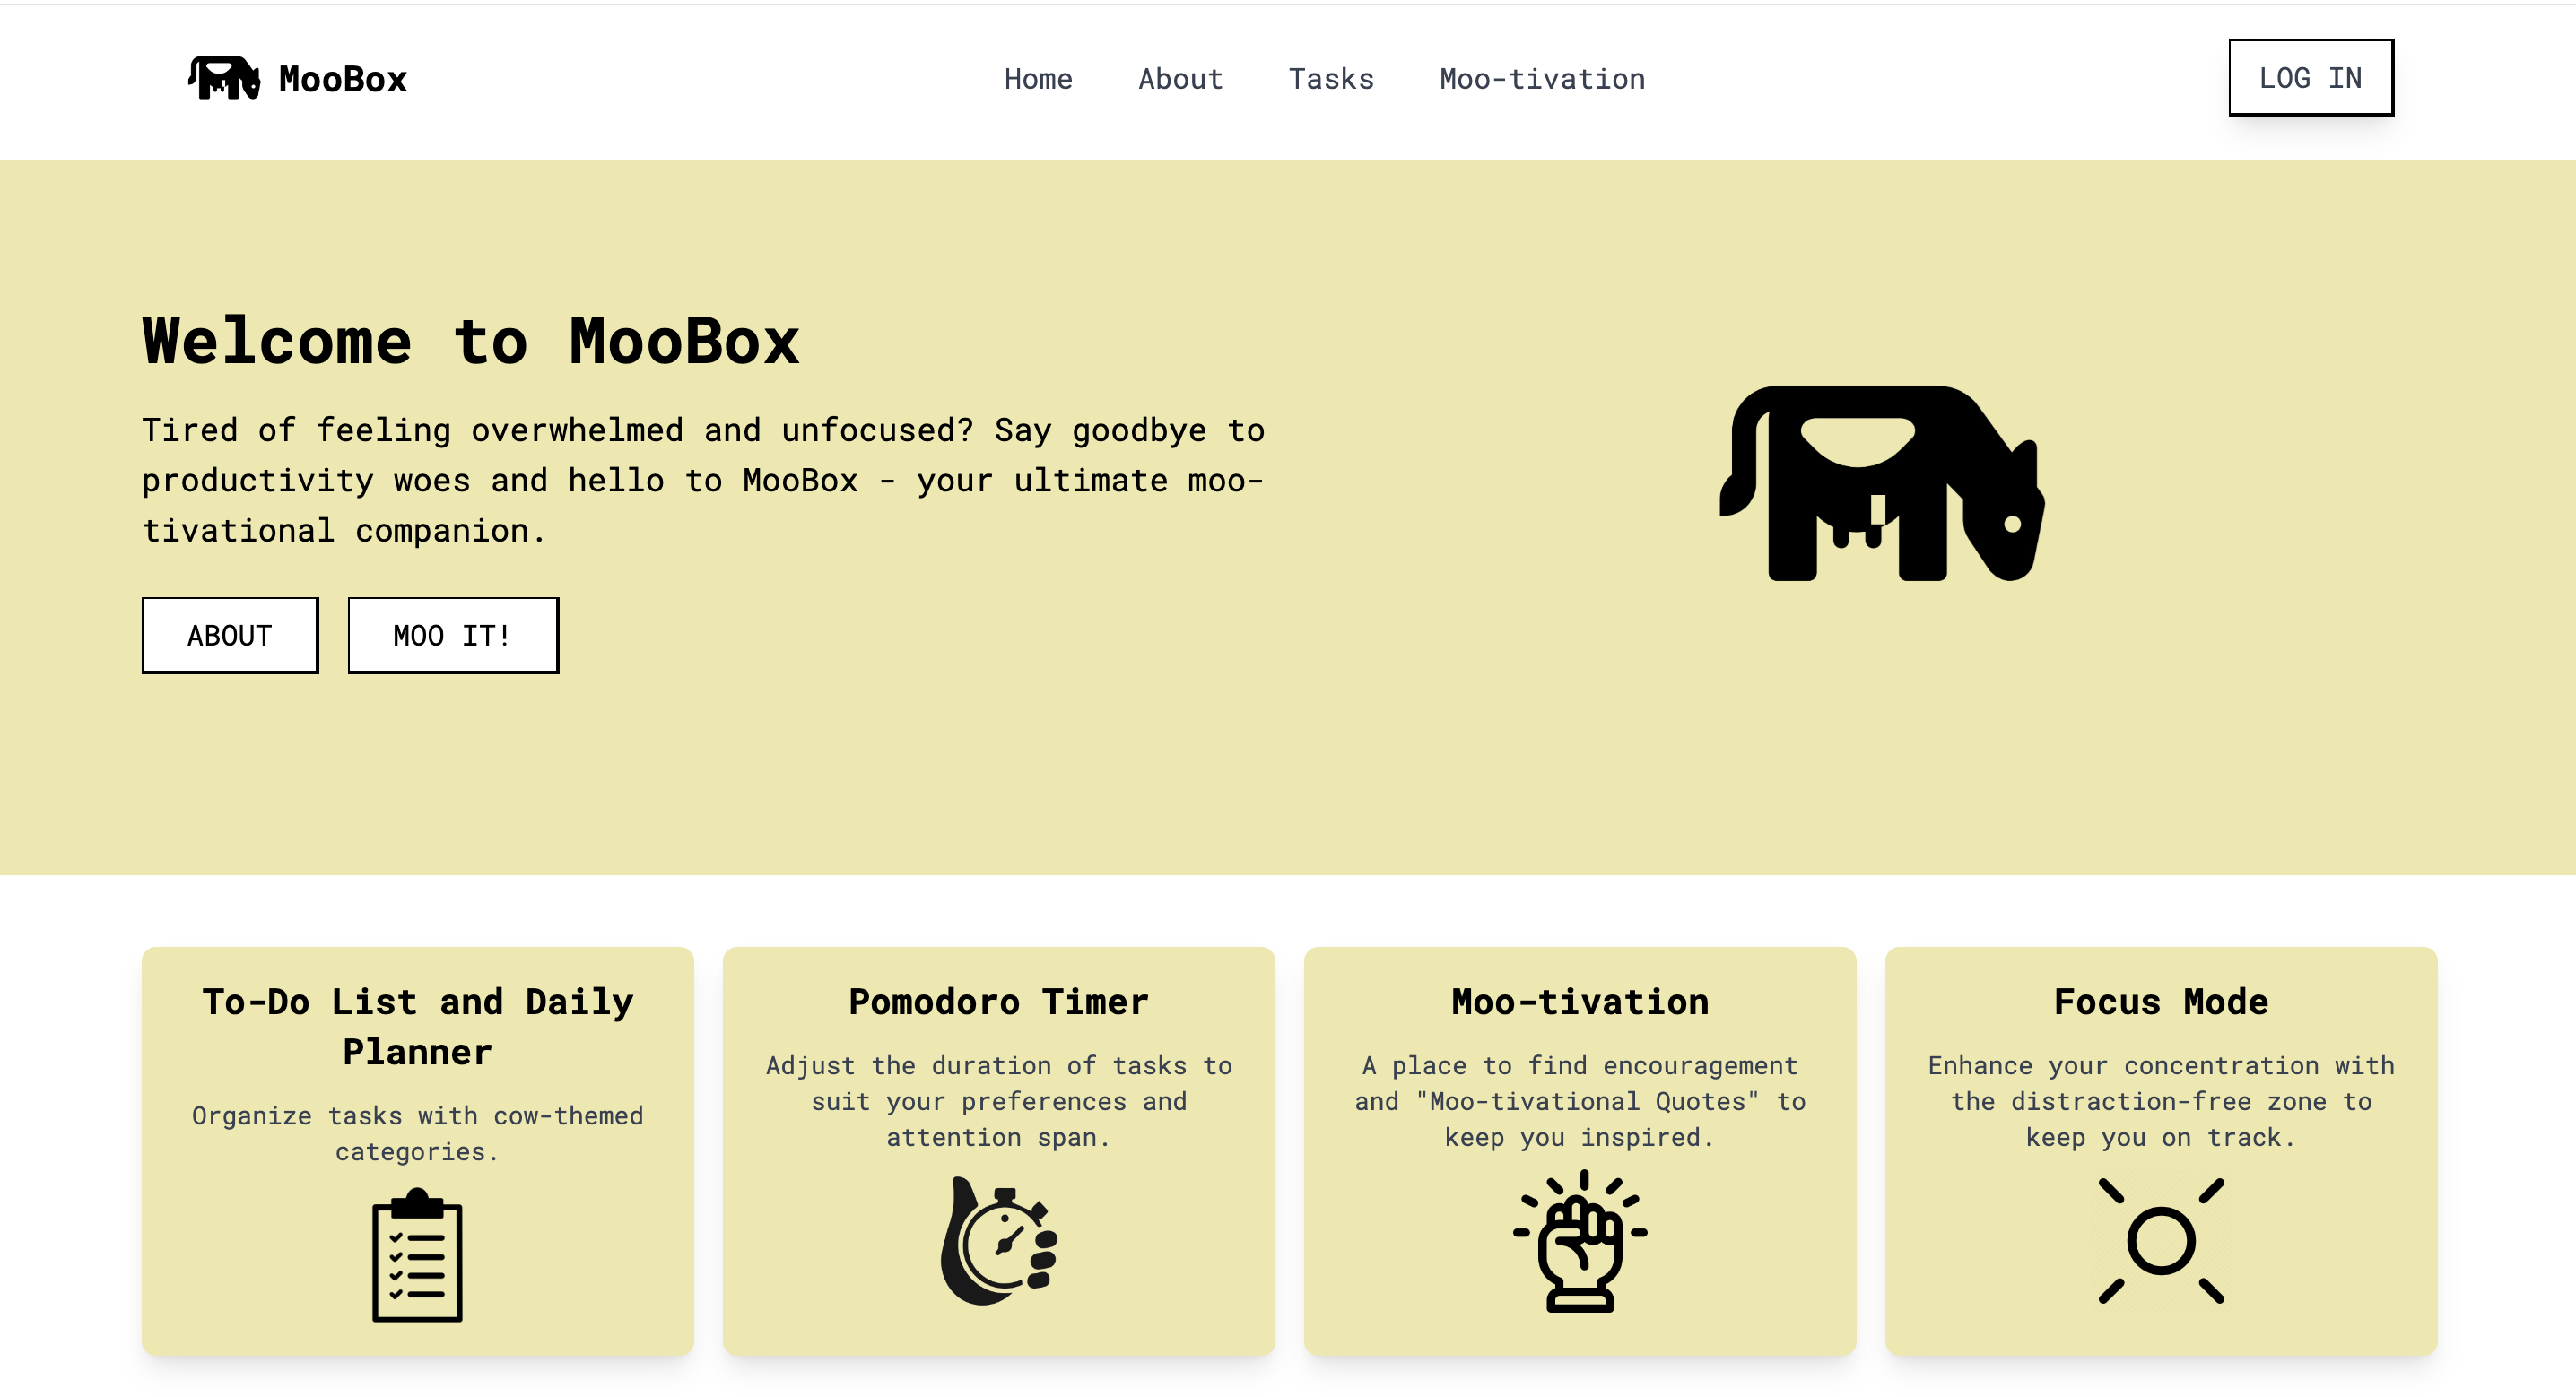 MooBox
Home
About
Tasks
Moo-tivation
LOG IN
Welcome to MooBox
Tired of feeling overwhelmed and unfocused? Say goodbye to
productivity woes and hello to MooBox - your ultimate moo-
tivational companion.
ABOUT
MOO IT!
To-Do List and Daily
Planner
Organize tasks with cow-themed
categories.
Pomodoro Timer
Adjust the duration of tasks to
suit your preferences and
attention span.
Moo-tivation
A place to find encouragement
and "Moo-tivational Quotes" to
keep you inspired.
Focus Mode
Enhance your concentration with
the distraction-free zone to
keep you on track.